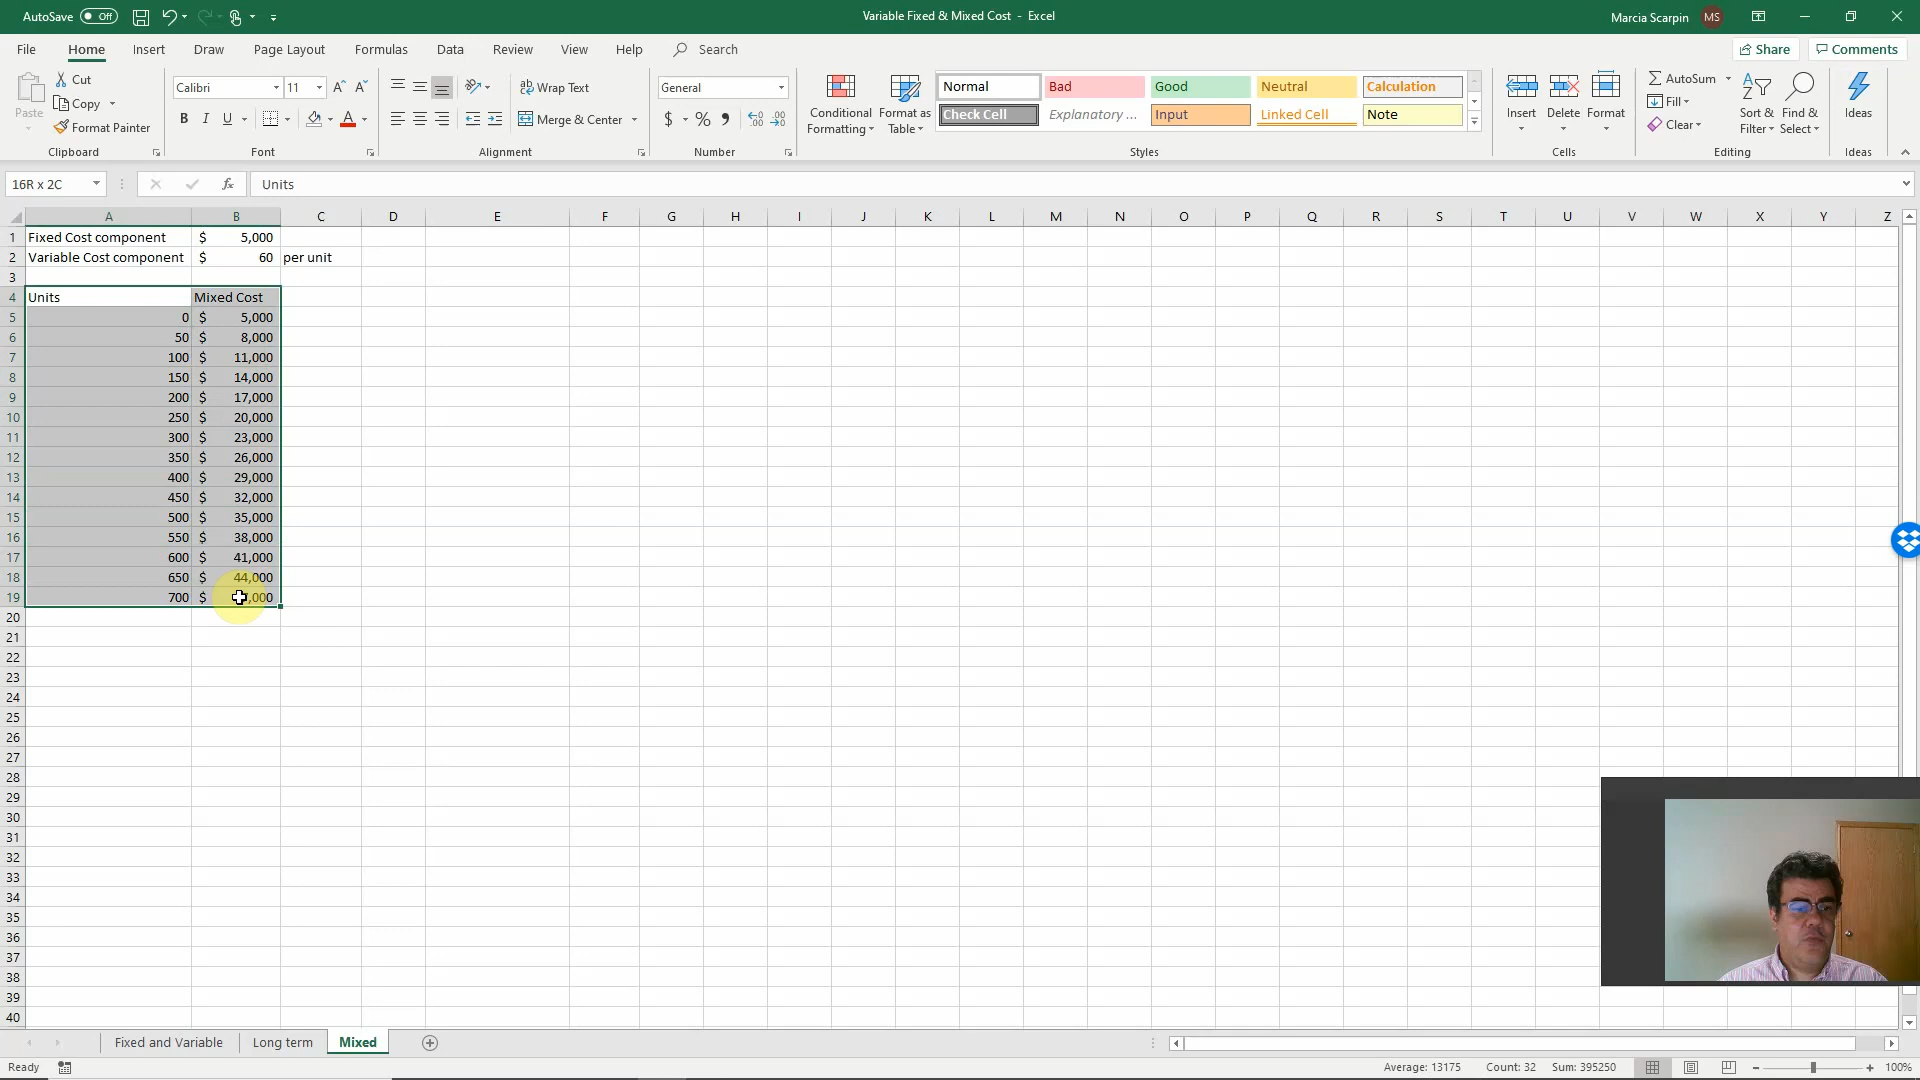 AutoSave Off Variable Fixed & Mixed Cost - Excel Marcia Scarpin MS
File Home Insert Draw Page Layout Formulas Data Review View Help Search Share Comments
Paste Cut Copy Format Painter Clipboard
Calibri 11 B I U A Font
Wrap Text Merge & Center Alignment
General $ % Number
Conditional Formatting Format as Table
Normal Bad Good Neutral Calculation
Check Cell Explanatory ... Input Linked Cell Note
Styles
Insert Delete Format Cells
AutoSum Fill Clear Sort & Filter Find & Select Editing
Ideas Ideas
16R x 2C fx Units
A B C D E F G H I J K L M N O P Q R S T U V W X Y Z
1 Fixed Cost component $ 5,000
2 Variable Cost component $ 60 per unit
3
4 Units Mixed Cost
5 0 $ 5,000
6 50 $ 8,000
7 100 $ 11,000
8 150 $ 14,000
9 200 $ 17,000
10 250 $ 20,000
11 300 $ 23,000
12 350 $ 26,000
13 400 $ 29,000
14 450 $ 32,000
15 500 $ 35,000
16 550 $ 38,000
17 600 $ 41,000
18 650 $ 44,000
19 700 $
20
21
22
23
24
25
26
27
28
29
30
31
32
33
34
35
36
37
38
39
40
Fixed and Variable Long term Mixed
Ready Average: 13175 Count: 32 Sum: 395250 100%